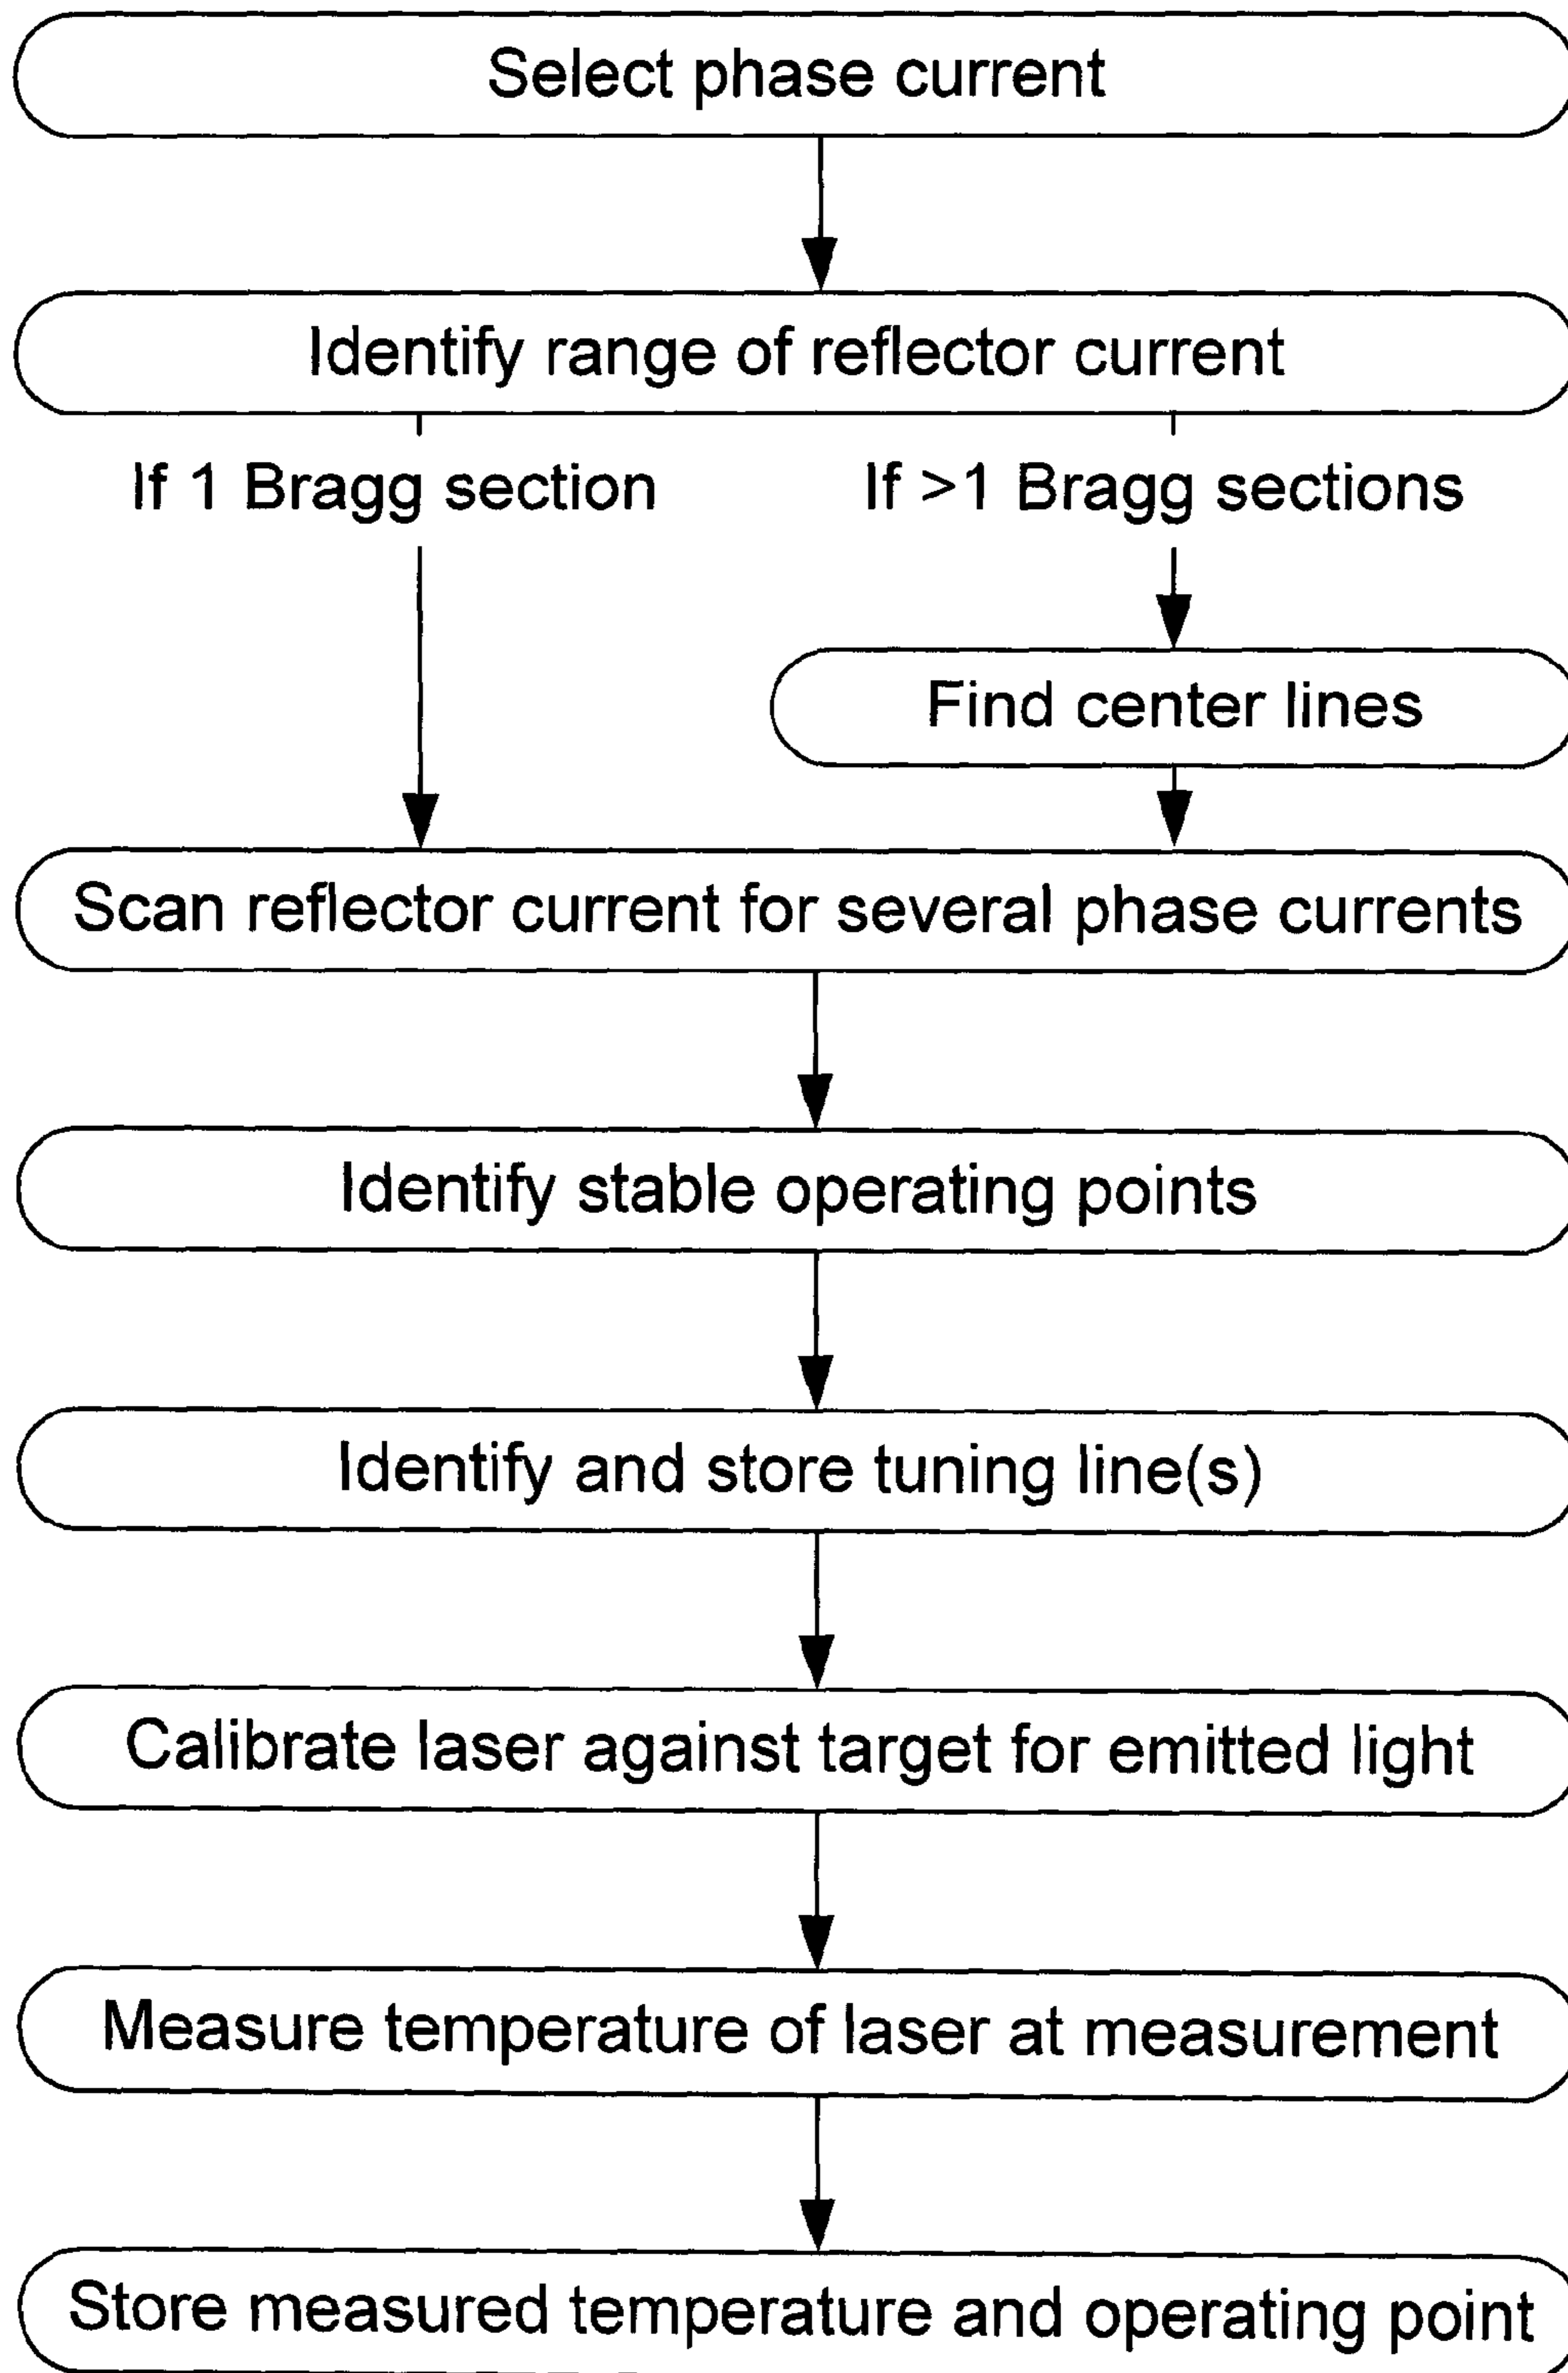 Select phase current
Identify range of reflector current
If 1 Bragg section
If >1 Bragg sections
Find center lines
Scan reflector current for several phase currents
Identify stable operating points
Identify and store tuning line(s)
Calibrate laser against target for emitted light
Measure temperature of laser at measurement
Store measured temperature and operating point